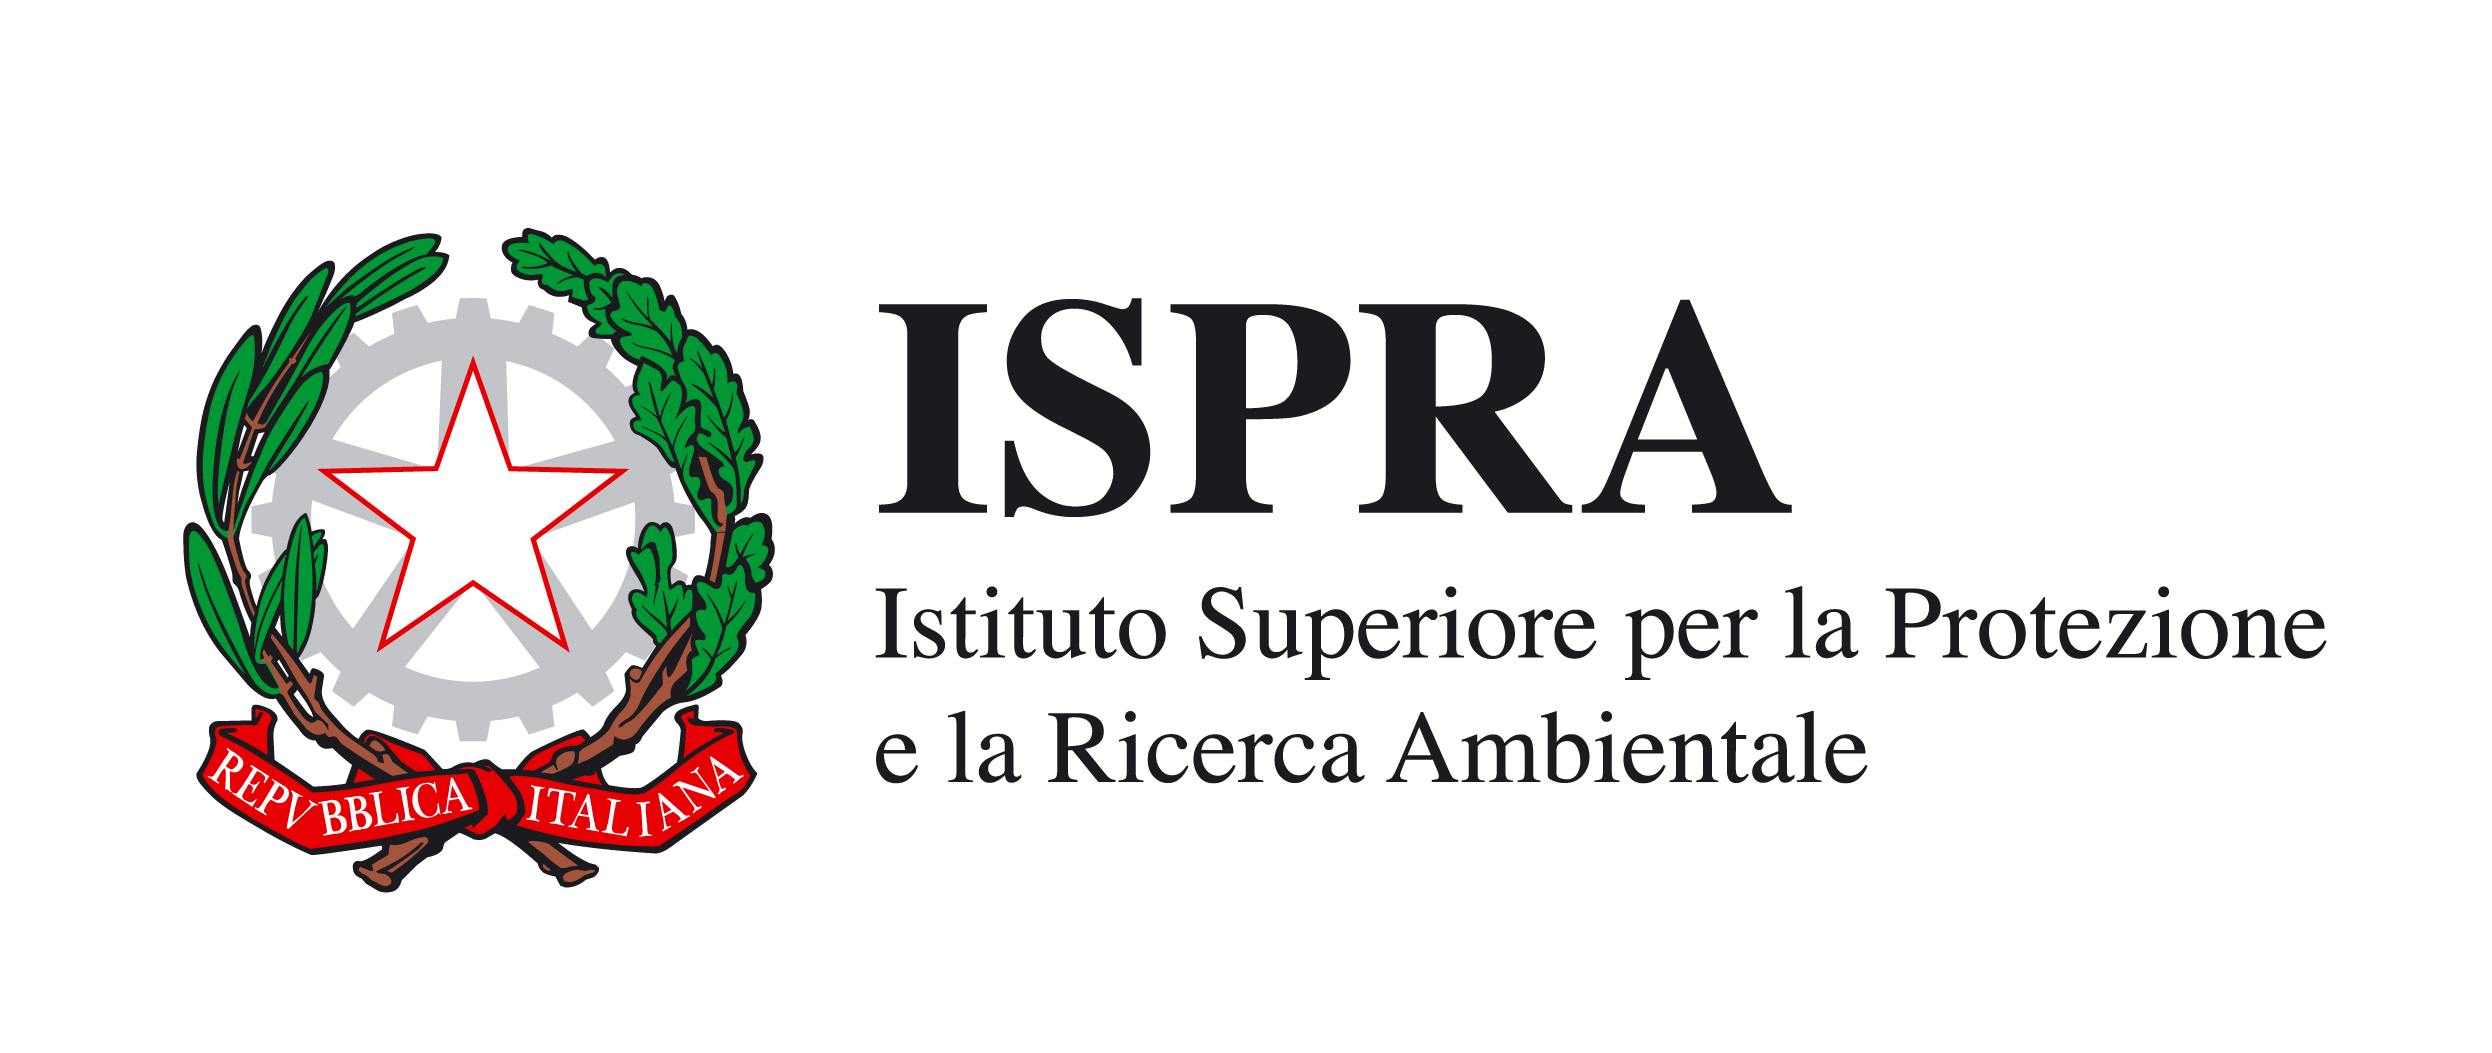 ISPRA
Istituto Superiore per la Protezione
e la Ricerca Ambientale
REPVBBLICA ITALIANA